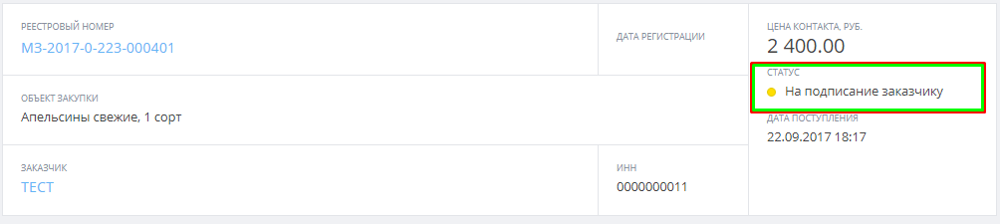 РЕЕСТРОВЫЙ НОМЕР
МЗ-2017-0-223-000401
ДАТА РЕГИСТРАЦИИ
ЦЕНА КОНТАКТА, РУБ.
2 400.00
СТАТУС
На подписание заказчику
ОБЪЕКТ ЗАКУПКИ
Апельсины свежие, 1 сорт
ДАТА ПОСТУПЛЕНИЯ
22.09.2017 18:17
ЗАКАЗЧИК
ТЕСТ
ИНН
0000000011